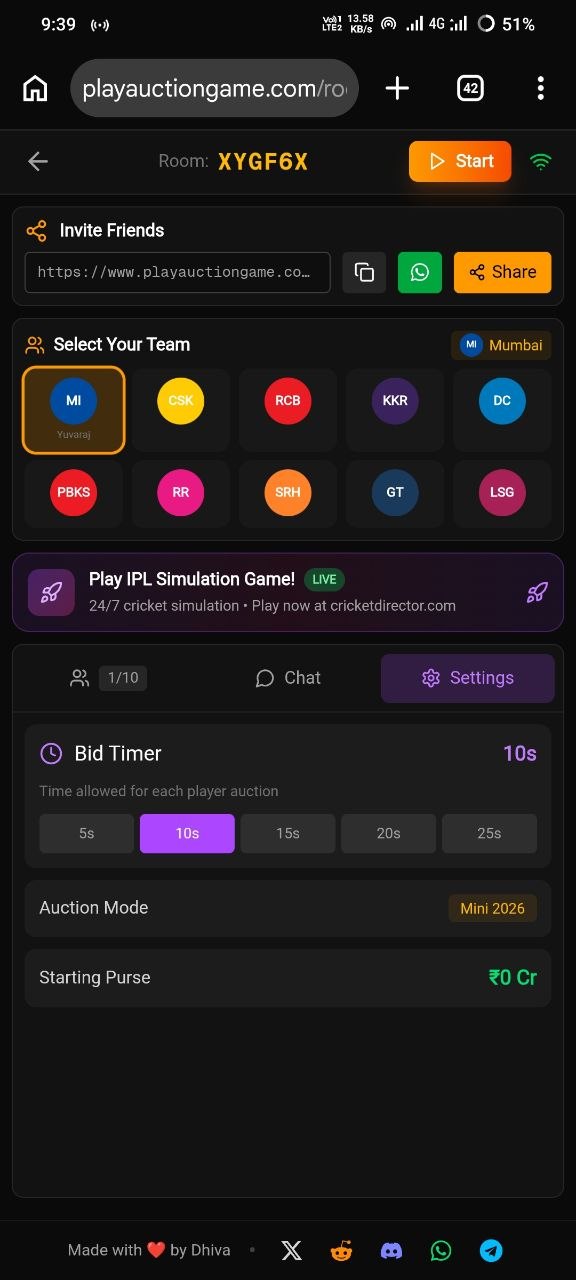 9:39 Vo)) 1 LTE2 13.58 KB/s 4G 51%
playauctiongame.com/ro 42
Room: XYGF6X Start
Invite Friends
https://www.playauctiongame.co… Share
Select Your Team MI Mumbai
MI CSK RCB KKR DC
Yuvaraj
PBKS RR SRH GT LSG
Play IPL Simulation Game! LIVE
24/7 cricket simulation • Play now at cricketdirector.com
1/10 Chat Settings
Bid Timer 10s
Time allowed for each player auction
5s 10s 15s 20s 25s
Auction Mode Mini 2026
Starting Purse ₹0 Cr
Made with ❤️ by Dhiva •